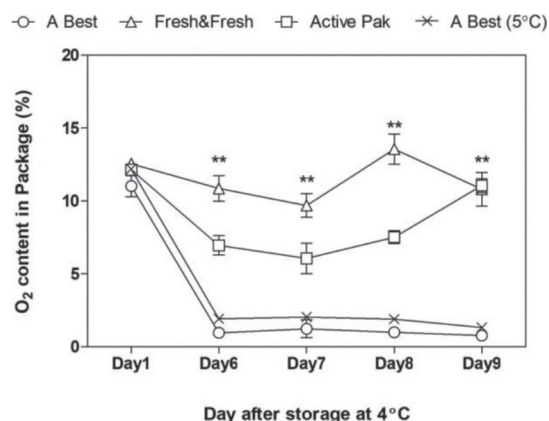 A Best Fresh&Fresh Active Pak A Best (5°C)
20
15
10
5
0
O₂ content in Package (%)
** ** ** **
Day1 Day6 Day7 Day8 Day9
Day after storage at 4°C